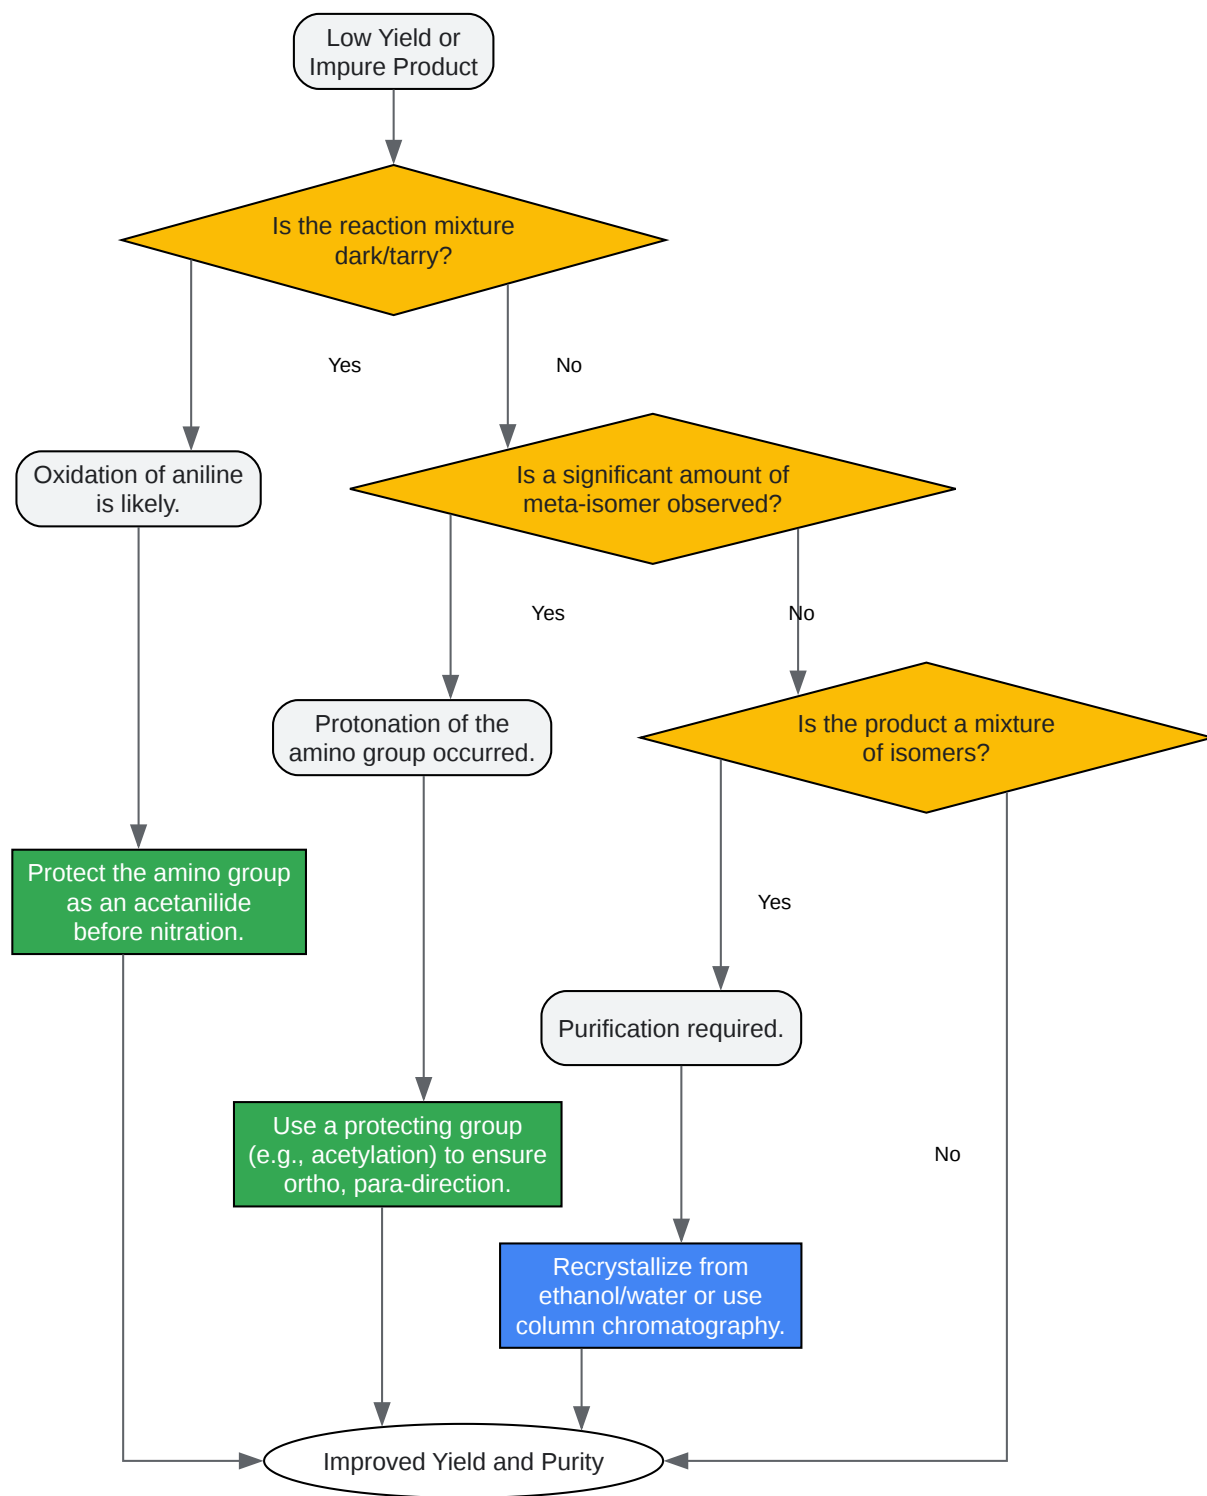 Low Yield or
Impure Product
Is the reaction mixture
dark/tarry?
Yes
No
Oxidation of aniline
is likely.
Is a significant amount of
meta-isomer observed?
Yes
No
Protonation of the
amino group occurred.
Is the product a mixture
of isomers?
Protect the amino group
as an acetanilide
before nitration.
Yes
Purification required.
Use a protecting group
(e.g., acetylation) to ensure
ortho, para-direction.
No
Recrystallize from
ethanol/water or use
column chromatography.
Improved Yield and Purity